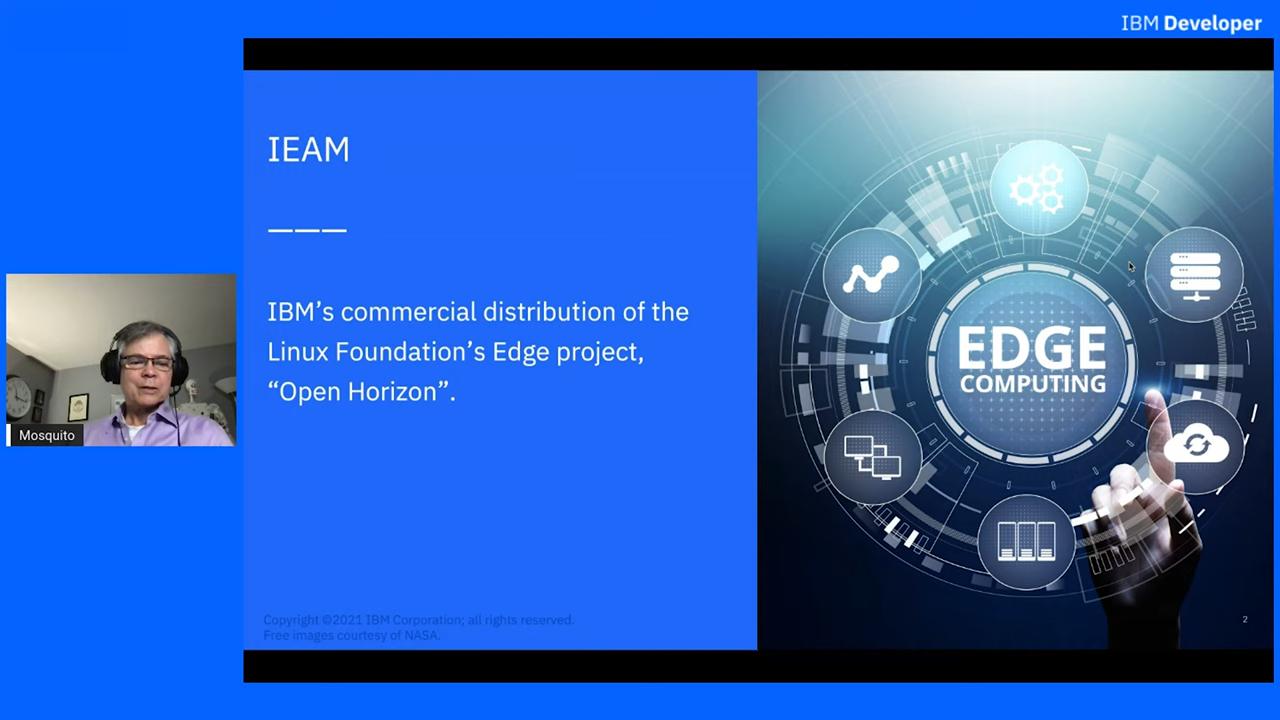 IBM Developer
IEAM
———
IBM’s commercial distribution of the
Linux Foundation’s Edge project,
“Open Horizon”.
EDGE
COMPUTING
Mosquito
Copyright ©2021 IBM Corporation; all rights reserved.
Free images courtesy of NASA.
2